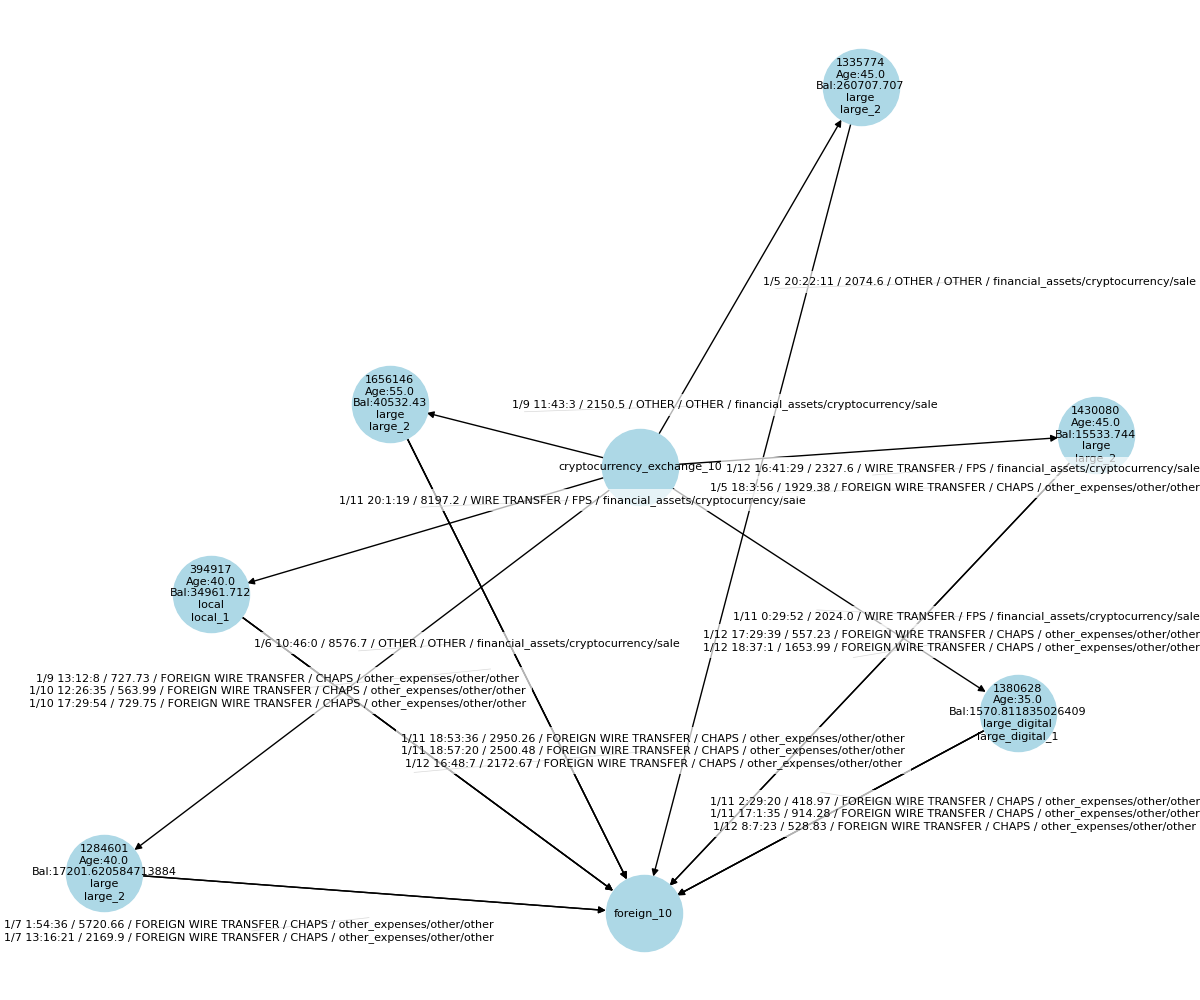 1335774
Age:45.0
Bal:260707.707
large
large_2
1/5 20:22:11 / 2074.6 / OTHER / OTHER / financial_assets/cryptocurrency/sale
1656146
Age:55.0
Bal:40532.43
large
large_2
1/9 11:43:3 / 2150.5 / OTHER / OTHER / financial_assets/cryptocurrency/sale
1430080
Age:45.0
Bal:15533.744
large
large_2
cryptocurrency_exchange_10
1/12 16:41:29 / 2327.6 / WIRE TRANSFER / FPS / financial_assets/cryptocurrency/sale
1/5 18:3:56 / 1929.38 / FOREIGN WIRE TRANSFER / CHAPS / other_expenses/other/other
1/11 20:1:19 / 8197.2 / WIRE TRANSFER / FPS / financial_assets/cryptocurrency/sale
394917
Age:40.0
Bal:34961.712
local
local_1
1/11 0:29:52 / 2024.0 / WIRE TRANSFER / FPS / financial_assets/cryptocurrency/sale
1/12 17:29:39 / 557.23 / FOREIGN WIRE TRANSFER / CHAPS / other_expenses/other/other
1/12 18:37:1 / 1653.99 / FOREIGN WIRE TRANSFER / CHAPS / other_expenses/other/other
1/6 10:46:0 / 8576.7 / OTHER / OTHER / financial_assets/cryptocurrency/sale
1/9 13:12:8 / 727.73 / FOREIGN WIRE TRANSFER / CHAPS / other_expenses/other/other
1/10 12:26:35 / 563.99 / FOREIGN WIRE TRANSFER / CHAPS / other_expenses/other/other
1/10 17:29:54 / 729.75 / FOREIGN WIRE TRANSFER / CHAPS / other_expenses/other/other
1380628
Age:35.0
Bal:1570.811835026409
large_digital
large_digital_1
1/11 18:53:36 / 2950.26 / FOREIGN WIRE TRANSFER / CHAPS / other_expenses/other/other
1/11 18:57:20 / 2500.48 / FOREIGN WIRE TRANSFER / CHAPS / other_expenses/other/other
1/12 16:48:7 / 2172.67 / FOREIGN WIRE TRANSFER / CHAPS / other_expenses/other/other
1/11 2:29:20 / 418.97 / FOREIGN WIRE TRANSFER / CHAPS / other_expenses/other/other
1/11 17:1:35 / 914.28 / FOREIGN WIRE TRANSFER / CHAPS / other_expenses/other/other
1/12 8:7:23 / 528.83 / FOREIGN WIRE TRANSFER / CHAPS / other_expenses/other/other
1284601
Age:40.0
Bal:17201.620584713884
large
large_2
foreign_10
1/7 1:54:36 / 5720.66 / FOREIGN WIRE TRANSFER / CHAPS / other_expenses/other/other
1/7 13:16:21 / 2169.9 / FOREIGN WIRE TRANSFER / CHAPS / other_expenses/other/other